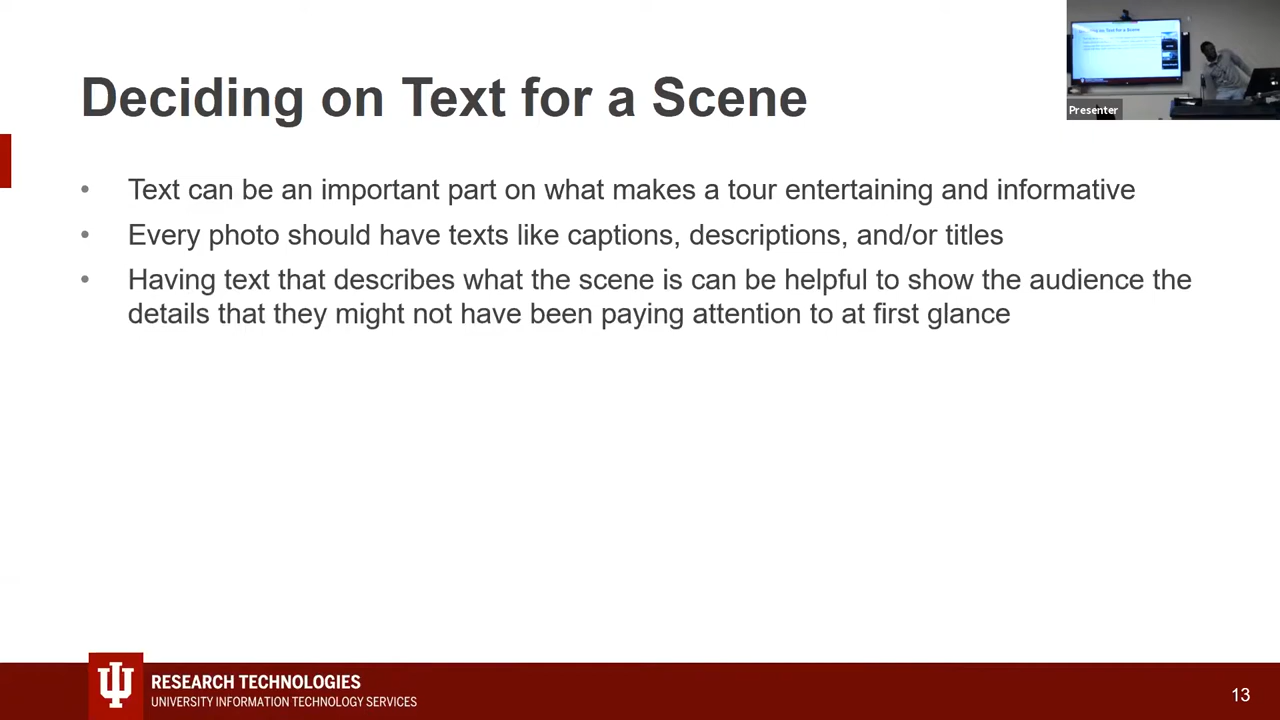 Deciding on Text for a Scene
Presenter
• Text can be an important part on what makes a tour entertaining and informative
• Every photo should have texts like captions, descriptions, and/or titles
• Having text that describes what the scene is can be helpful to show the audience the
details that they might not have been paying attention to at first glance
RESEARCH TECHNOLOGIES
UNIVERSITY INFORMATION TECHNOLOGY SERVICES
13